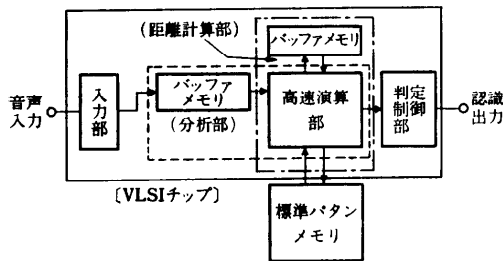 (距離計算部)
バッファメモリ
音声
入力
入
力
部
バッファ
メモリ
(分析部)
高速演算
部
判定
制御
部
認識
出力
〔VLSIチップ〕
標準パタン
メモリ